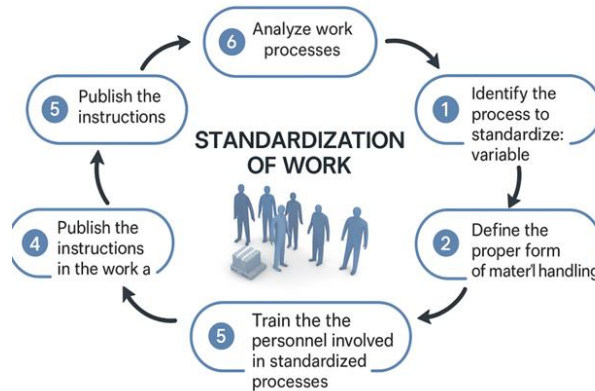 6
Analyze work
processes
1
Identify the
process to
standardize:
variable
2
Define the
proper form
of mater'l handling
5
Train the the
personnel involved
in standardized
processes
4
Publish the
instructions
in the work a
5
Publish the
instructions
STANDARDIZATION
OF WORK